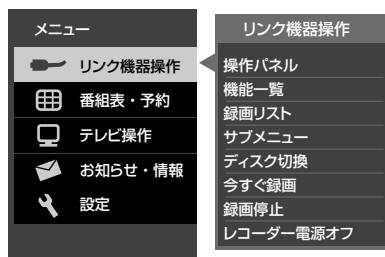 メニュー
リンク機器操作
番組表・予約
テレビ操作
お知らせ・情報
設定
リンク機器操作
操作パネル
機能一覧
録画リスト
サブメニュー
ディスク切換
今すぐ録画
録画停止
レコーダー電源オフ